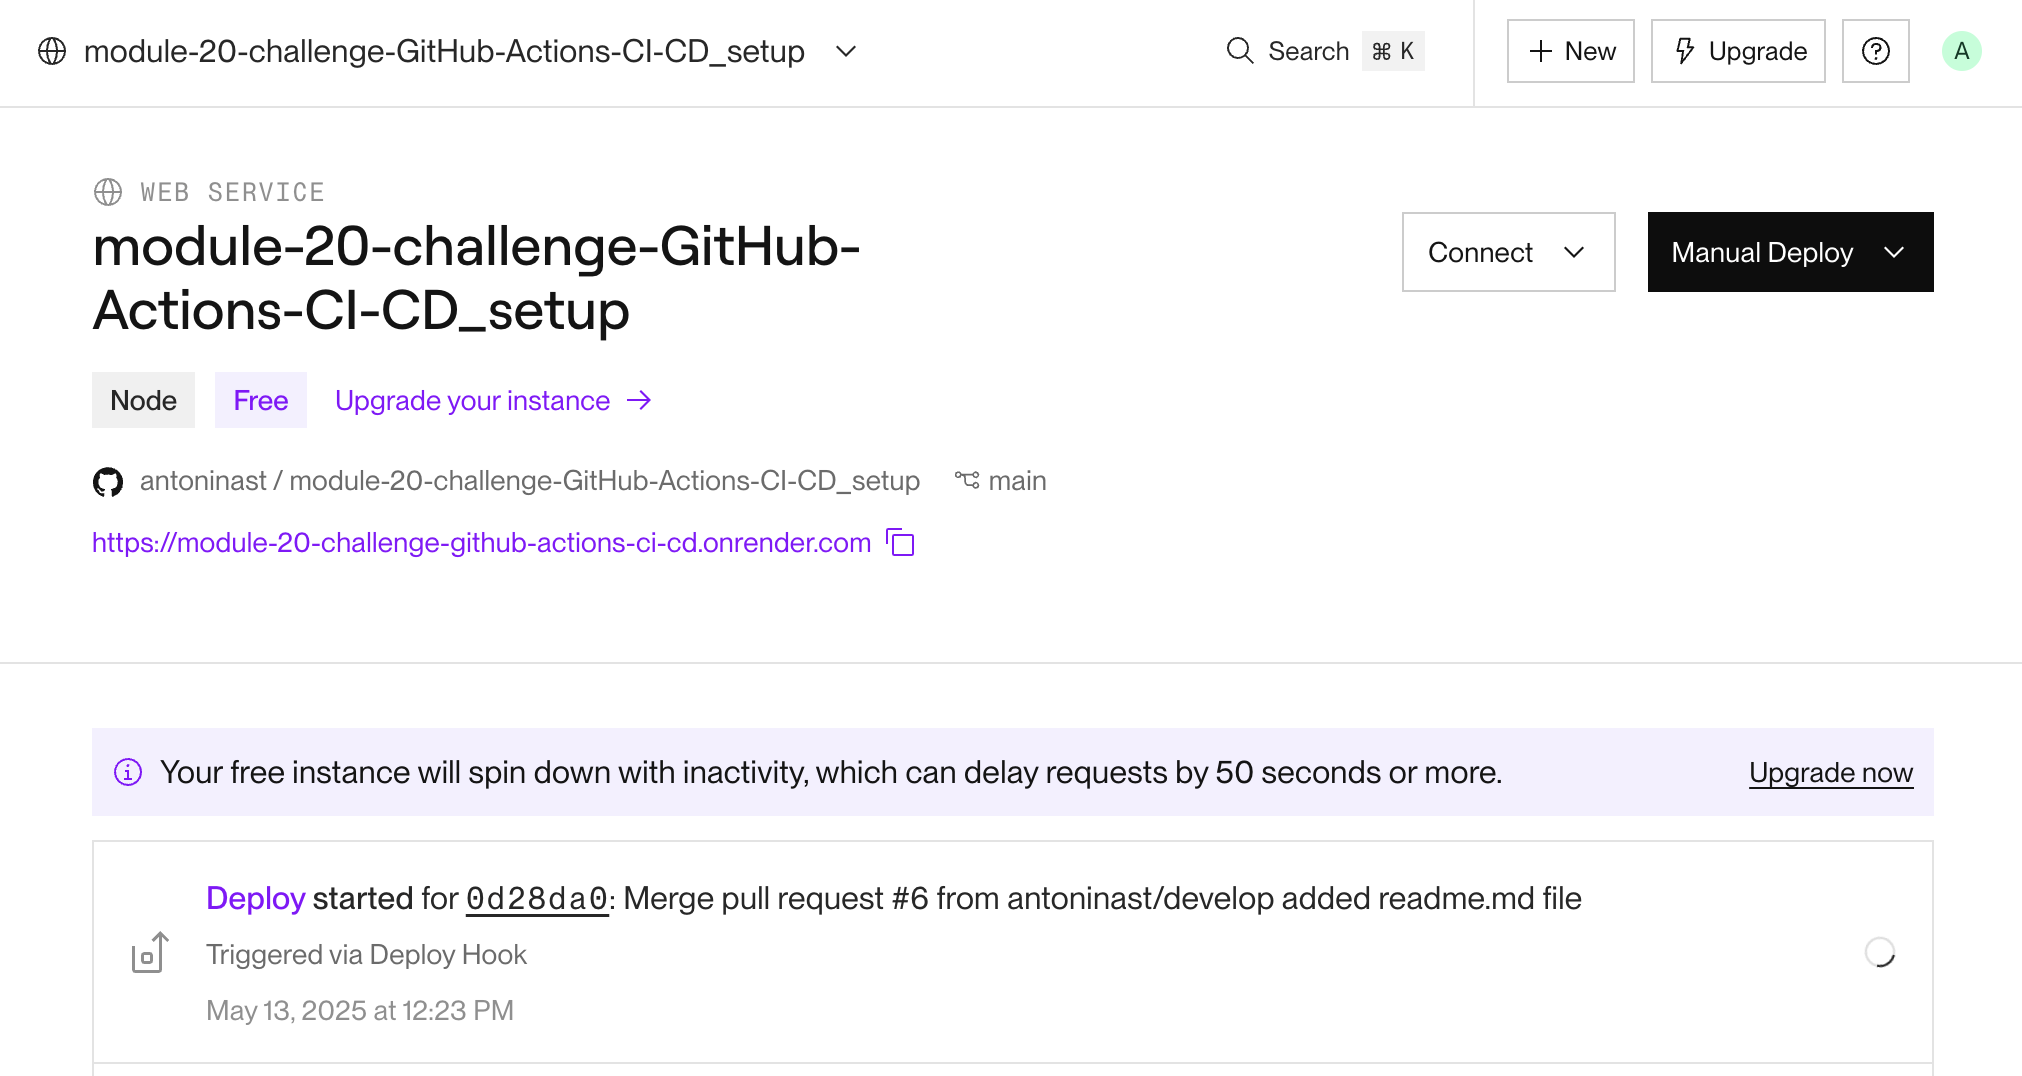 module-20-challenge-GitHub-Actions-CI-CD_setup
Search ⌘ K
New
Upgrade
A
WEB SERVICE
module-20-challenge-GitHub-
Actions-CI-CD_setup
Connect
Manual Deploy
Node
Free
Upgrade your instance →
antoninast / module-20-challenge-GitHub-Actions-CI-CD_setup
main
https://module-20-challenge-github-actions-ci-cd.onrender.com
Your free instance will spin down with inactivity, which can delay requests by 50 seconds or more.
Upgrade now
Deploy started for 0d28da0: Merge pull request #6 from antoninast/develop added readme.md file
Triggered via Deploy Hook
May 13, 2025 at 12:23 PM